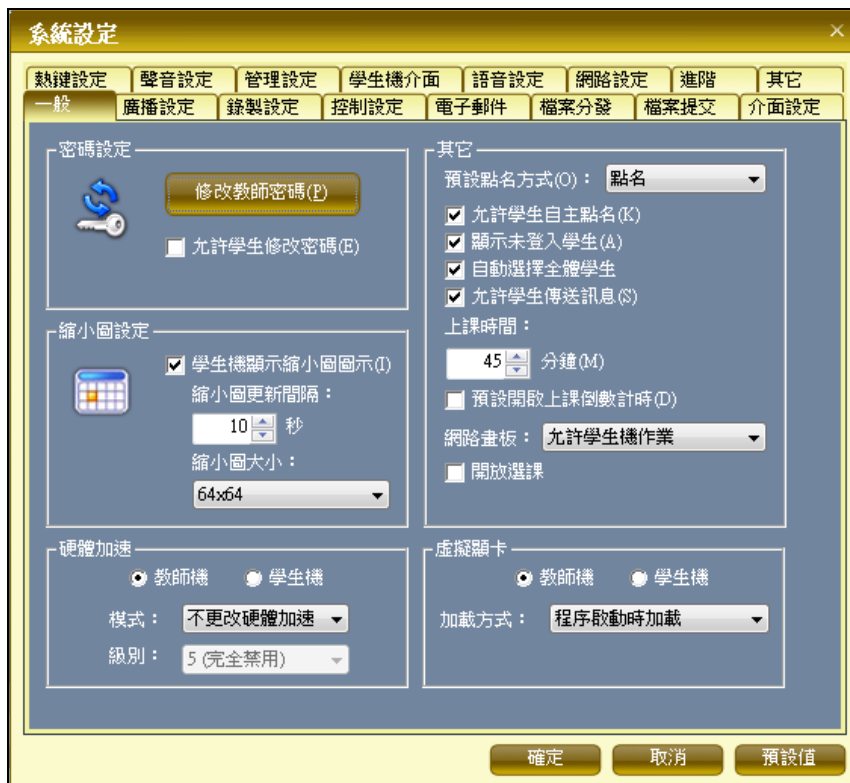 系統設定
熱鍵設定 聲音設定 管理設定 學生機介面 語音設定 網路設定 進階 其它
一般 廣播設定 錄製設定 控制設定 電子郵件 檔案分發 檔案提交 介面設定
密碼設定
修改教師密碼(P)
允許學生修改密碼(E)
縮小圖設定
學生機顯示縮小圖圖示(I)
縮小圖更新間隔：
10 秒
縮小圖大小：
64x64
其它
預設點名方式(O)： 點名
允許學生自主點名(K)
顯示未登入學生(A)
自動選擇全體學生
允許學生傳送訊息(S)
上課時間：
45 分鐘(M)
預設開啟上課倒數計時(D)
網路畫板： 允許學生機作業
開放選課
硬體加速
教師機 學生機
模式： 不更改硬體加速
級別： 5 (完全禁用)
虛擬顯卡
教師機 學生機
加載方式： 程序啟動時加載
確定 取消 預設值